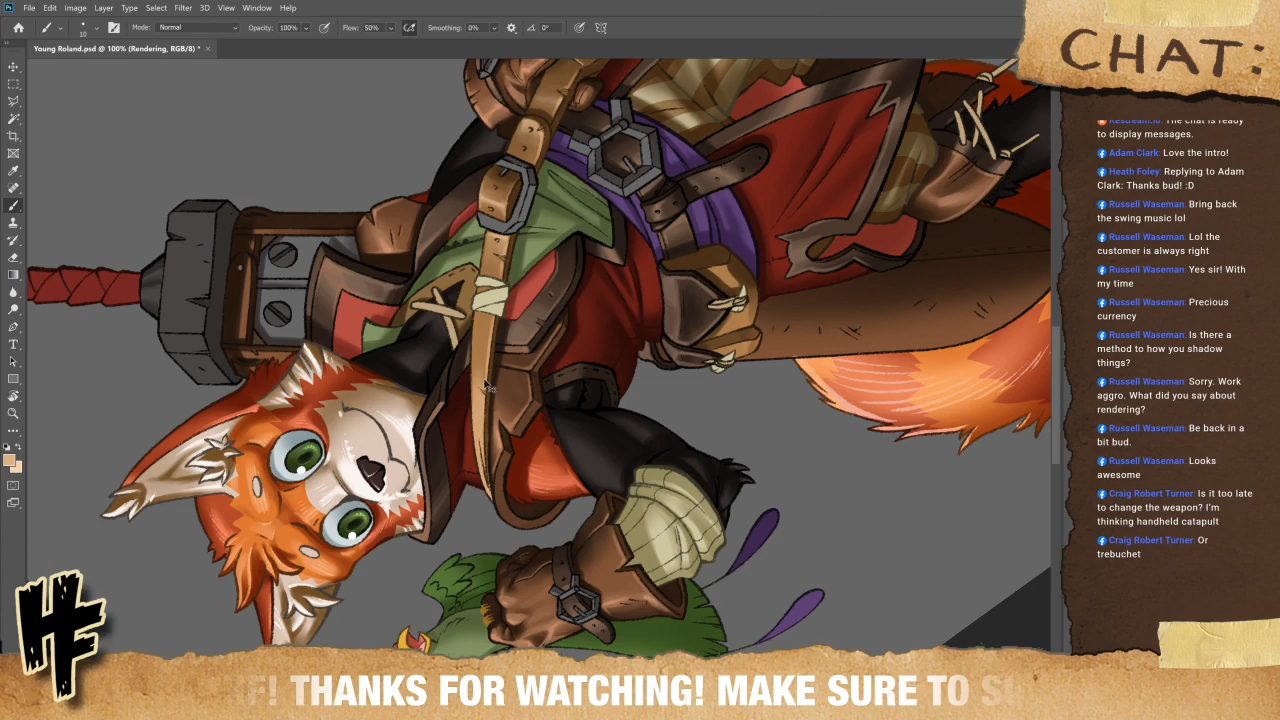 Ps File Edit Image Layer Type Select Filter 3D View Window Help
10 Mode: Normal Opacity: 100% Flow: 50% Smoothing: 0% 0°
Young Roland.psd @ 100% (Rendering, RGB/8) * ×
CHAT:
Restream.io: The chat is ready
to display messages.
Adam Clark: Love the intro!
Heath Foley: Replying to Adam
Clark: Thanks bud! :D
Russell Waseman: Bring back
the swing music lol
Russell Waseman: Lol the
customer is always right
Russell Waseman: Yes sir! With
my time
Russell Waseman: Precious
currency
Russell Waseman: Is there a
method to how you shadow
things?
Russell Waseman: Sorry. Work
aggro. What did you say about
rendering?
Russell Waseman: Be back in a
bit bud.
Russell Waseman: Looks
awesome
Craig Robert Turner: Is it too late
to change the weapon? I'm
thinking handheld catapult
Craig Robert Turner: Or
trebuchet
HF
F! THANKS FOR WATCHING! MAKE SURE TO